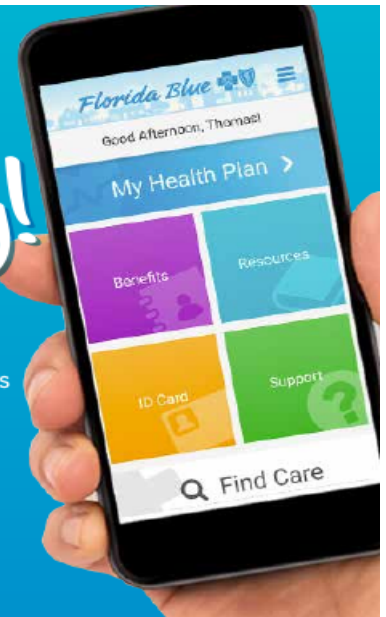 Florida Blue
Good Afternoon, Thomas!
My Health Plan >
Benefits
Resources
ID Card
Support
Find Care